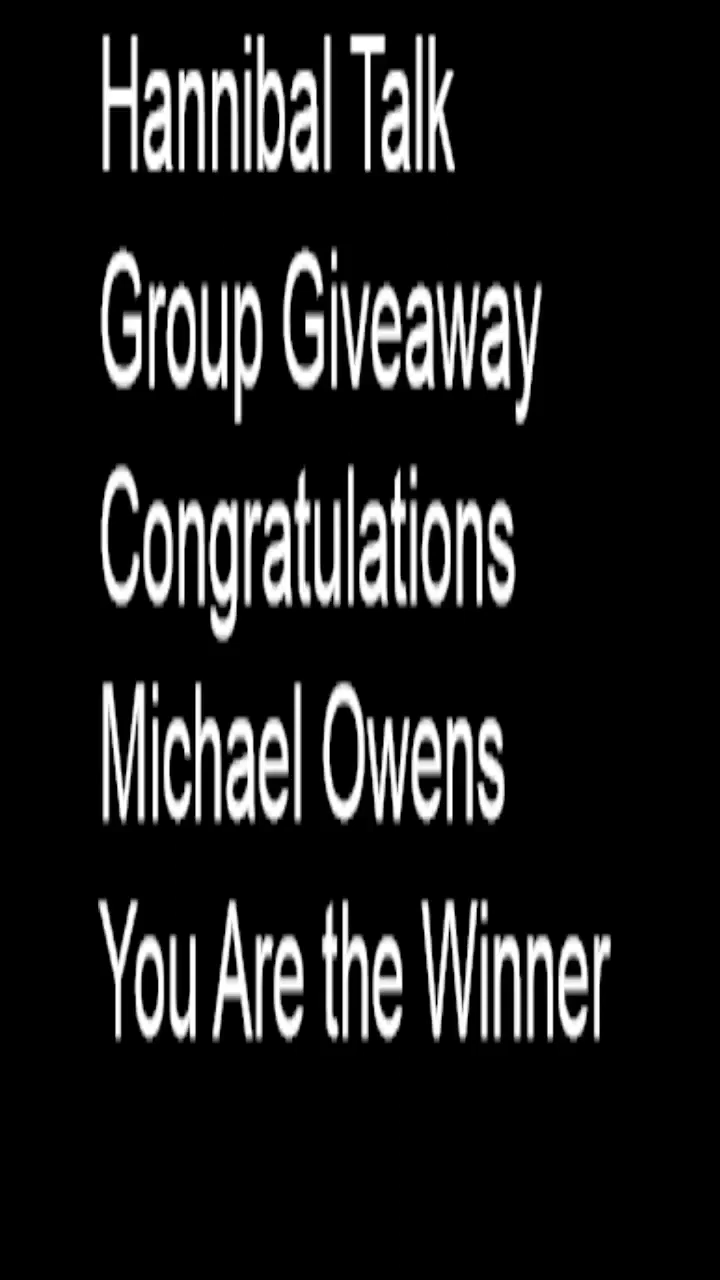 Hannibal Talk
Group Giveaway
Congratulations
Michael Owens
You Are the Winner